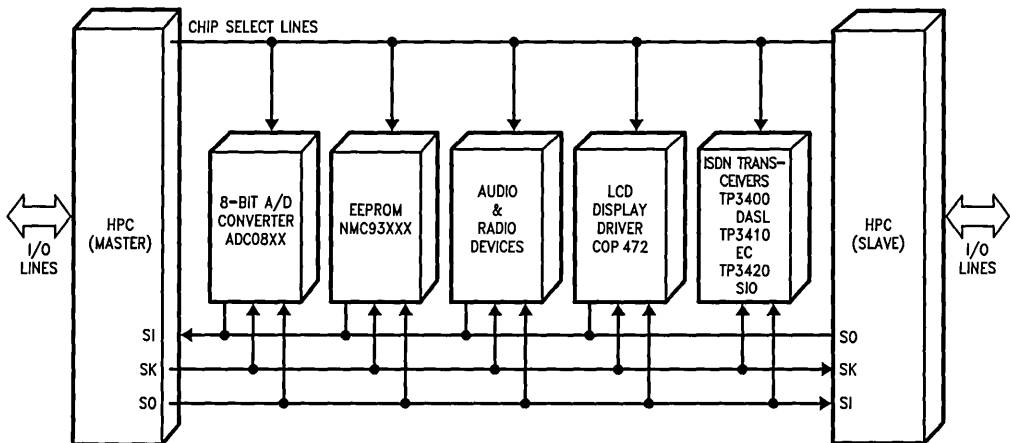 CHIP SELECT LINES
I/O
LINES
HPC
(MASTER)
8-BIT A/D
CONVERTER
ADC08XX
EEPROM
NMC93XXX
AUDIO
&
RADIO
DEVICES
LCD
DISPLAY
DRIVER
COP 472
ISDN TRANS-
CEIVERS
TP3400
DASL
TP3410
EC
TP3420
SIO
HPC
(SLAVE)
I/O
LINES
SI
SK
SO
SO
SK
SI